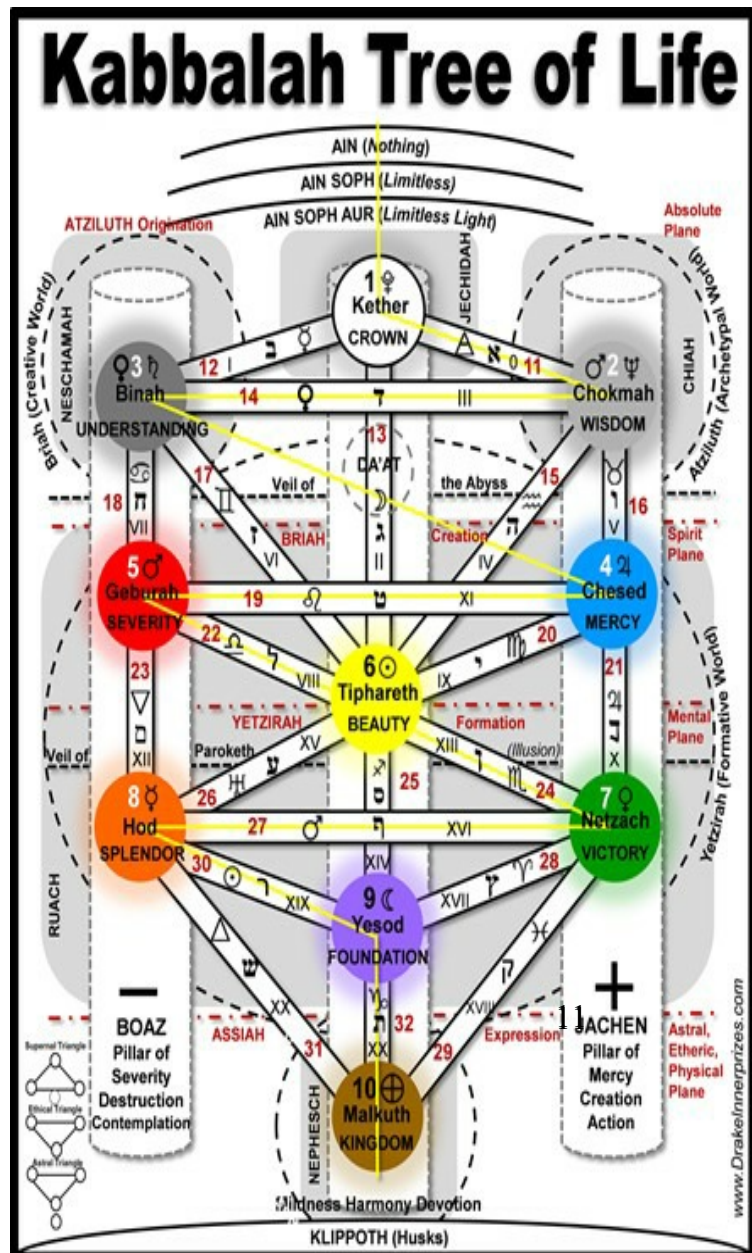 Kabbalah Tree of Life
AIN (Nothing)
AIN SOPH (Limitless)
AIN SOPH AUR (Limitless Light)
ATZILUTH Origination
Absolute
Plane
Briah (Creative World)
NESCHAMAH
JECHIDAH
CHIAH
Atziluth (Archetypal World)
1
Kether
CROWN
12 ב ☿
△ א 0 11
♀ 3 ♄
Binah
UNDERSTANDING
♂ 2 ♆
Chokmah
WISDOM
14 ♀ ד III
13
DA'AT
17
15
Veil of
the Abyss
18
♋
ח
VII
♊
ז
VI
☽
ג
II
♒
ה
IV
♉
ו
V
16
BRIAH
Creation
Spirit
Plane
5 ♂
Geburah
SEVERITY
4 ♃
Chesed
MERCY
19 ♌ ט XI
22 ♎ ל VIII
IX י ♍ 20
23
▽
מ
XII
21
♃
כ
X
6 ☉
Tiphareth
BEAUTY
YETZIRAH
Formation
Mental
Plane
Yetzirah (Formative World)
Veil of
Paroketh
(Illusion)
26 ♅ ע XV
XIII נ ♏ 24
25
♐
ס
XIV
8 ☿
Hod
SPLENDOR
7 ♀
Netzach
VICTORY
27 ♂ פ XVI
30 ☉ ר XIX
XVII צ ♈ 28
RUACH
9 ☾
Yesod
FOUNDATION
△
ש
XX
31
♓
ק
XVIII
29
ת
XX
32
−
BOAZ
Pillar of
Severity
Destruction
Contemplation
+
11
JACHEN
Pillar of
Mercy
Creation
Action
ASSIAH
Expression
Astral,
Etheric,
Physical
Plane
Supernal Triangle
Ethical Triangle
Astral Triangle
NEPHESCH
10 ⊕
Malkuth
KINGDOM
Harmony Devotion
KLIPPOTH (Husks)
www.DrakeInnerprizes.com